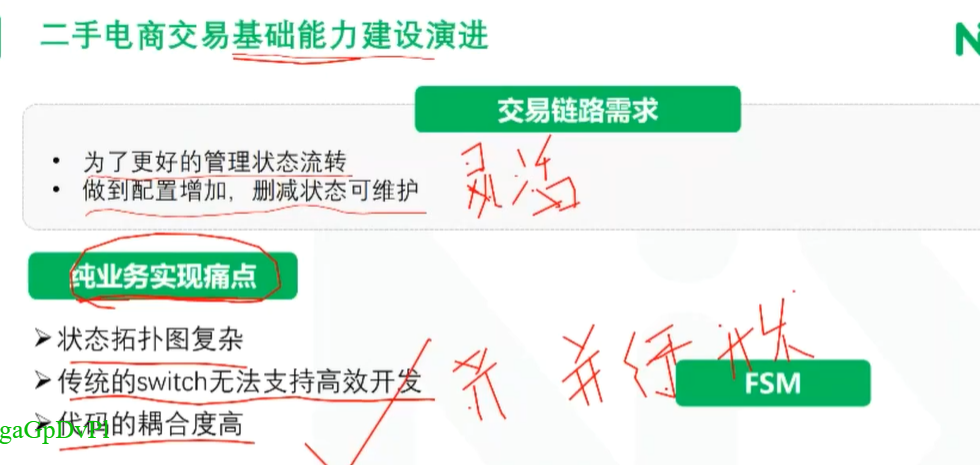 二手电商交易基础能力建设演进
交易链路需求
• 为了更好的管理状态流转
• 做到配置增加，删减状态可维护
灵活
纯业务实现痛点
➢状态拓扑图复杂
➢传统的switch无法支持高效开发
➢代码的耦合度高
并行开发
FSM